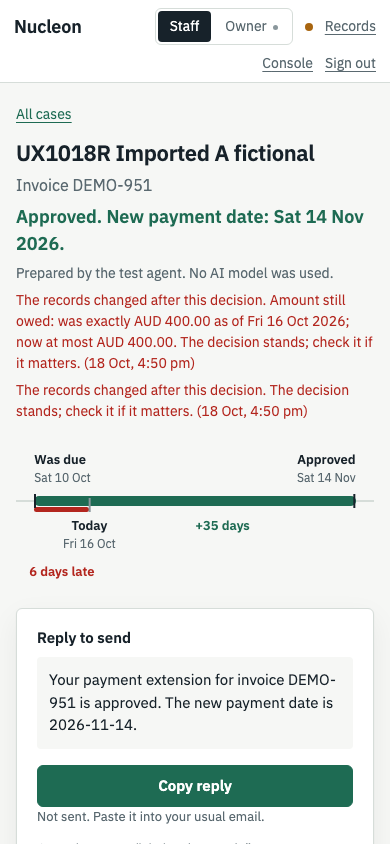 Nucleon
Staff
Owner
Records
Console
Sign out
All cases
UX1018R Imported A fictional
Invoice DEMO-951
Approved. New payment date: Sat 14 Nov
2026.
Prepared by the test agent. No AI model was used.
The records changed after this decision. Amount still
owed: was exactly AUD 400.00 as of Fri 16 Oct 2026;
now at most AUD 400.00. The decision stands; check it if
it matters. (18 Oct, 4:50 pm)
The records changed after this decision. The decision
stands; check it if it matters. (18 Oct, 4:50 pm)
Was due
Approved
Sat 10 Oct
Sat 14 Nov
Today
+35 days
Fri 16 Oct
6 days late
Reply to send
Your payment extension for invoice DEMO-
951 is approved. The new payment date is
2026-11-14.
Copy reply
Not sent. Paste it into your usual email.